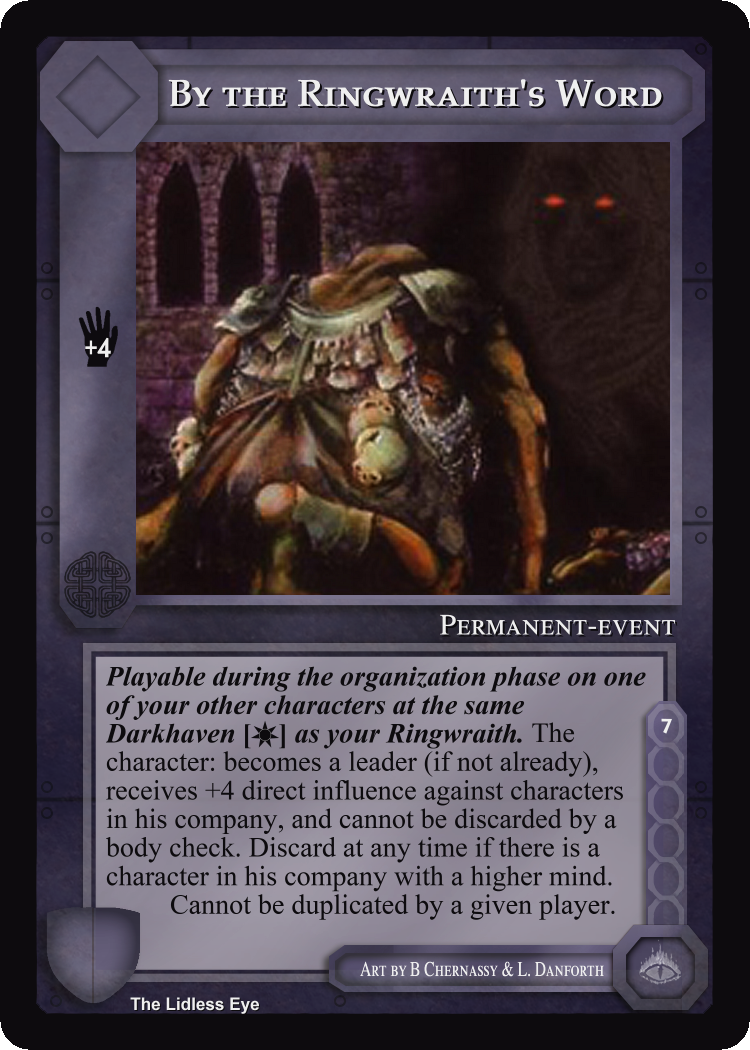 By the Ringwraith's Word
+4
Permanent-event
Playable during the organization phase on one
of your other characters at the same
Darkhaven [☀] as your Ringwraith. The
character: becomes a leader (if not already),
receives +4 direct influence against characters
in his company, and cannot be discarded by a
body check. Discard at any time if there is a
character in his company with a higher mind.
Cannot be duplicated by a given player.
7
Art by B Chernassy & L. Danforth
The Lidless Eye